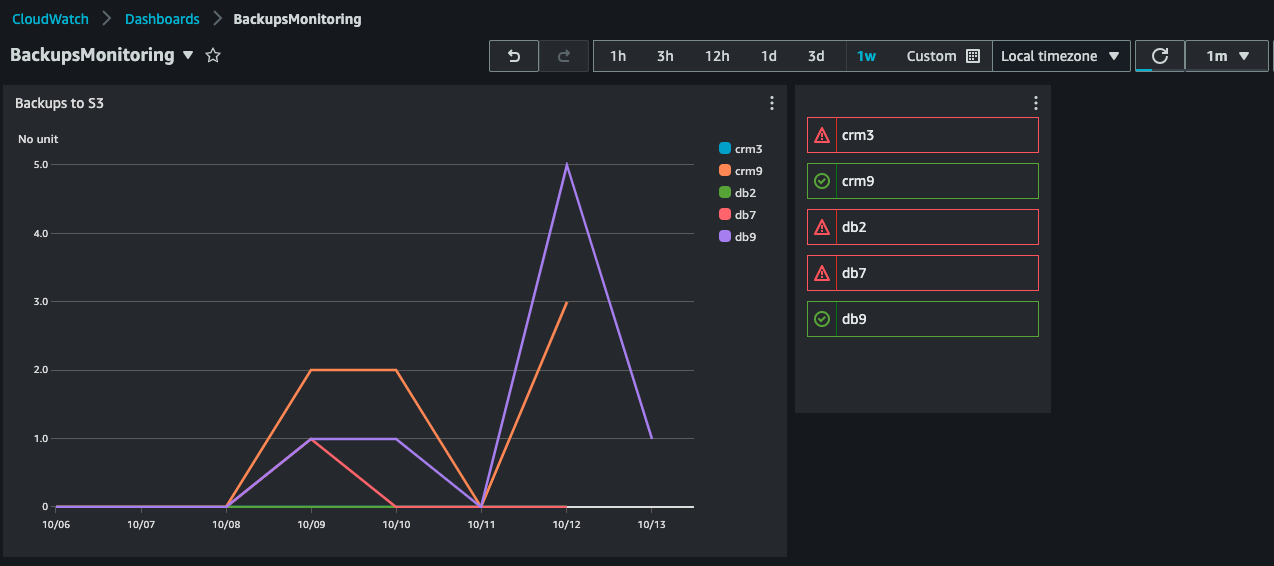 CloudWatch > Dashboards > BackupsMonitoring
BackupsMonitoring
1h 3h 12h 1d 3d 1w Custom Local timezone 1m
Backups to S3
No unit
5.0
4.0
3.0
2.0
1.0
0
10/06 10/07 10/08 10/09 10/10 10/11 10/12 10/13
crm3
crm9
db2
db7
db9
crm3
crm9
db2
db7
db9